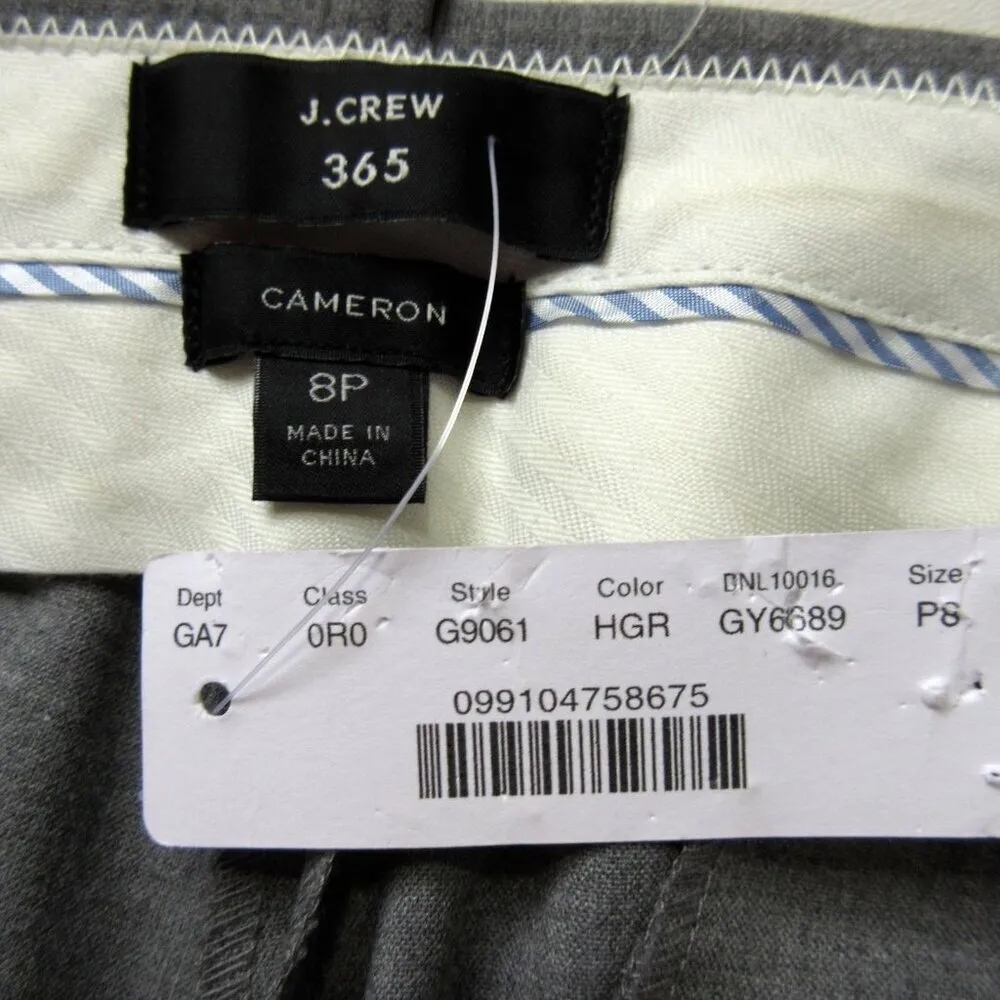 J.CREW
365
CAMERON
8P
MADE IN
CHINA
Dept Class Style Color BNL10016 Size
GA7 0R0 G9061 HGR GY6689 P8
099104758675